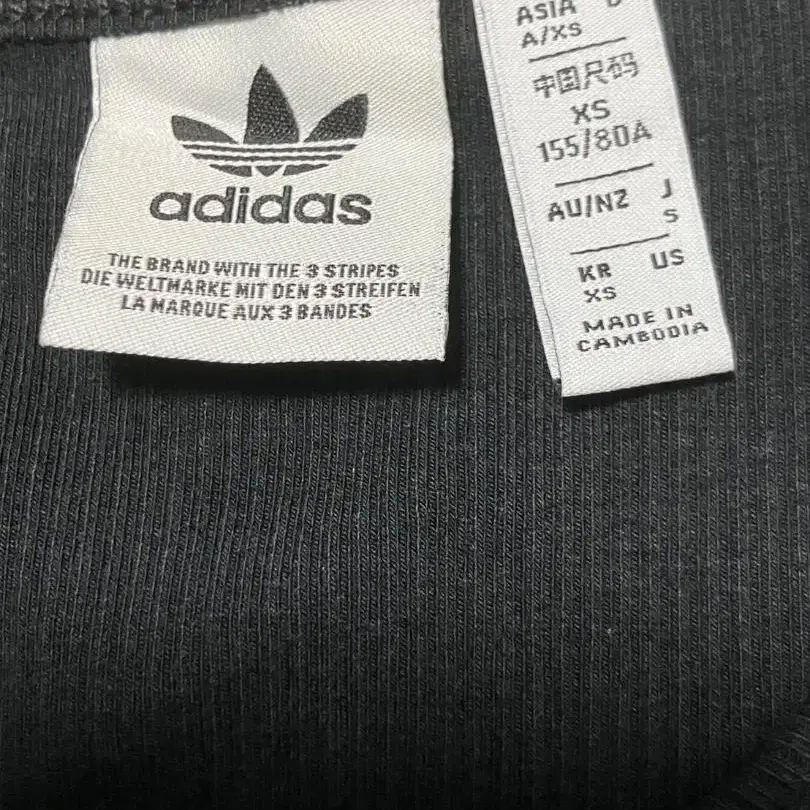 adidas
THE BRAND WITH THE 3 STRIPES
DIE WELTMARKE MIT DEN 3 STREIFEN
LA MARQUE AUX 3 BANDES
ASIA D
A/XS
中国尺码
XS
155/80A
AU/NZ J
S
KR US
XS
MADE IN
CAMBODIA